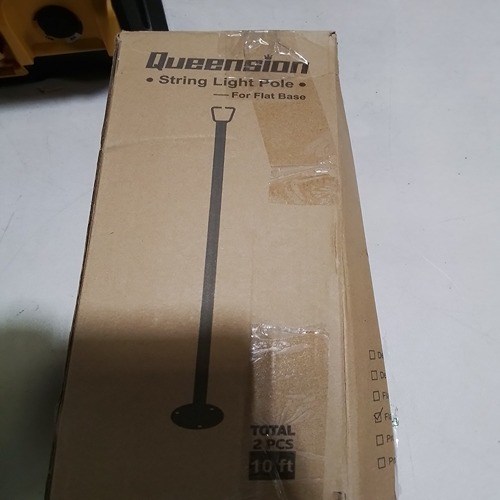 Queension
• String Light Pole •
— For Flat Base
TOTAL
2 PCS
10 ft